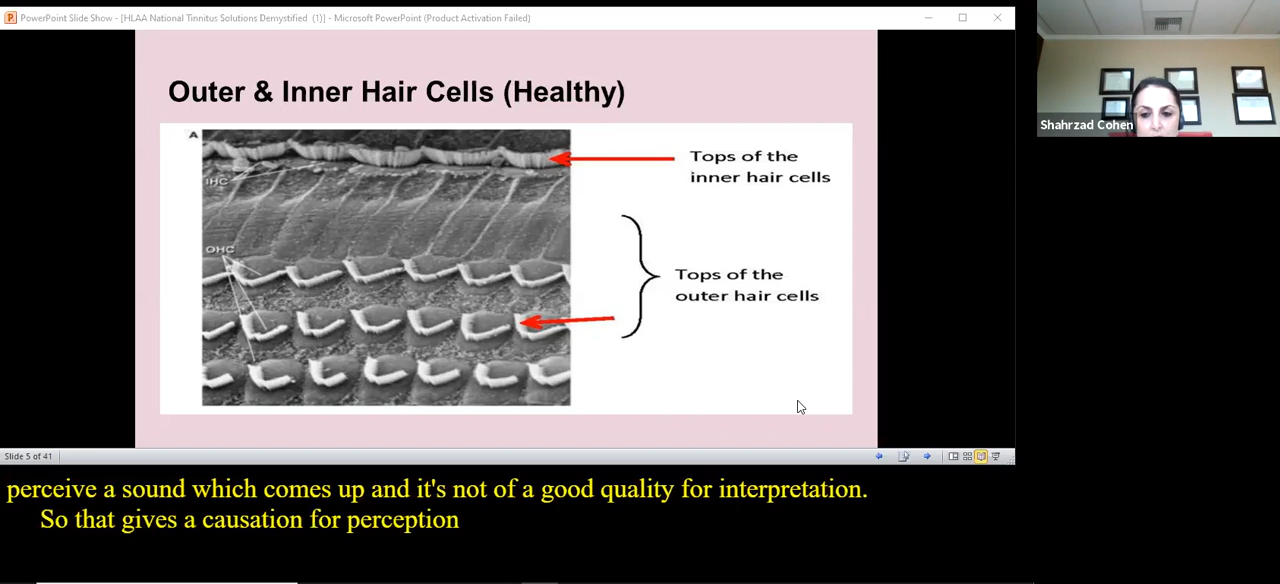 PowerPoint Slide Show - [HLAA National Tinnitus Solutions Demystified (1)] - Microsoft PowerPoint (Product Activation Failed)
Outer & Inner Hair Cells (Healthy)
A
IHC
Tops of the
inner hair cells
OHC
Tops of the
outer hair cells
Shahrzad Cohen
Slide 5 of 41
perceive a sound which comes up and it's not of a good quality for interpretation.
So that gives a causation for perception